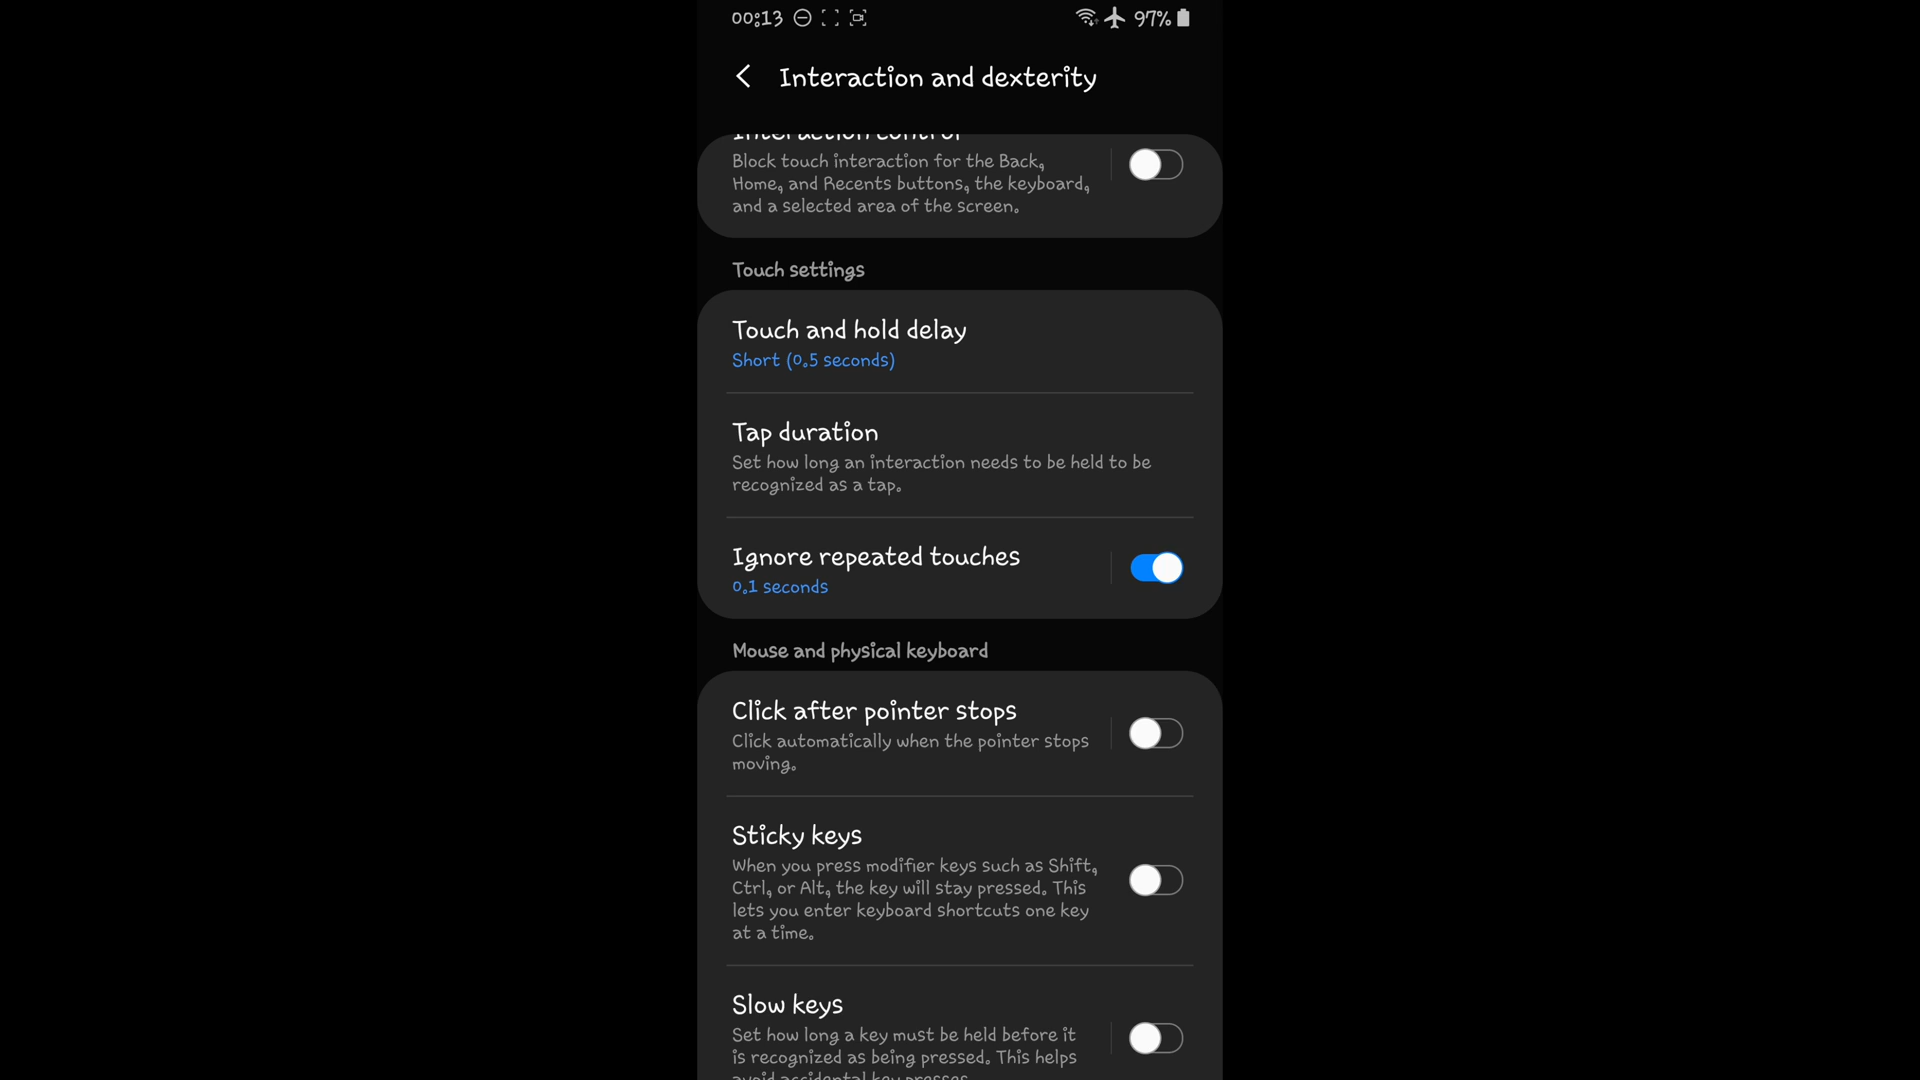 00:13 97%
Interaction and dexterity
Interaction control
Block touch interaction for the Back,
Home, and Recents buttons, the keyboard,
and a selected area of the screen.
Touch settings
Touch and hold delay
Short (0.5 seconds)
Tap duration
Set how long an interaction needs to be held to be
recognized as a tap.
Ignore repeated touches
0.1 seconds
Mouse and physical keyboard
Click after pointer stops
Click automatically when the pointer stops
moving.
Sticky keys
When you press modifier keys such as Shift,
Ctrl, or Alt, the key will stay pressed. This
lets you enter keyboard shortcuts one key
at a time.
Slow keys
Set how long a key must be held before it
is recognized as being pressed. This helps
avoid accidental key presses.